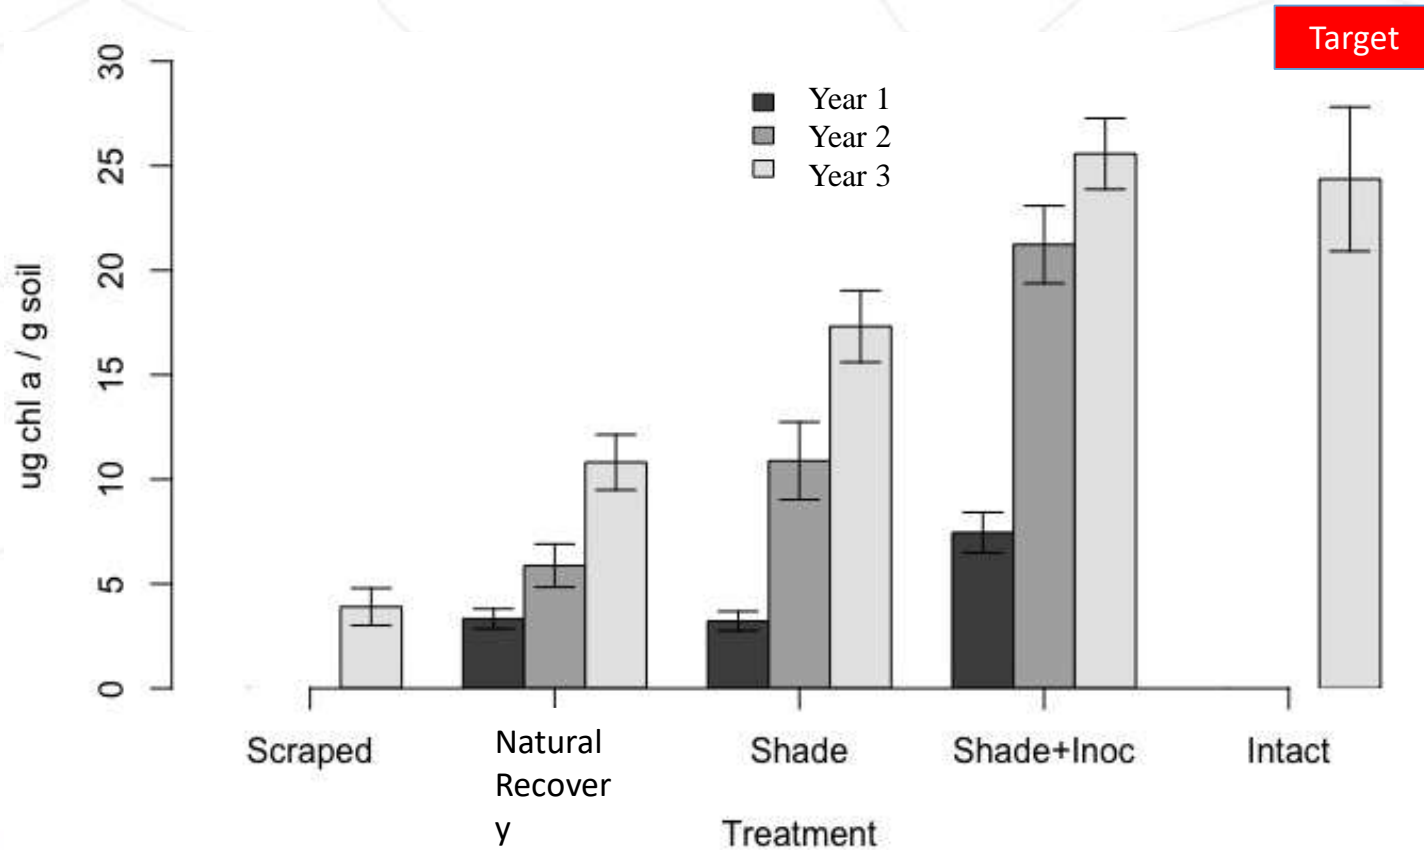 Target
30
25
20
15
10
5
0
ug chl a / g soil
Year 1
Year 2
Year 3
Scraped
Natural
Recover
y
Shade
Shade+Inoc
Intact
Treatment